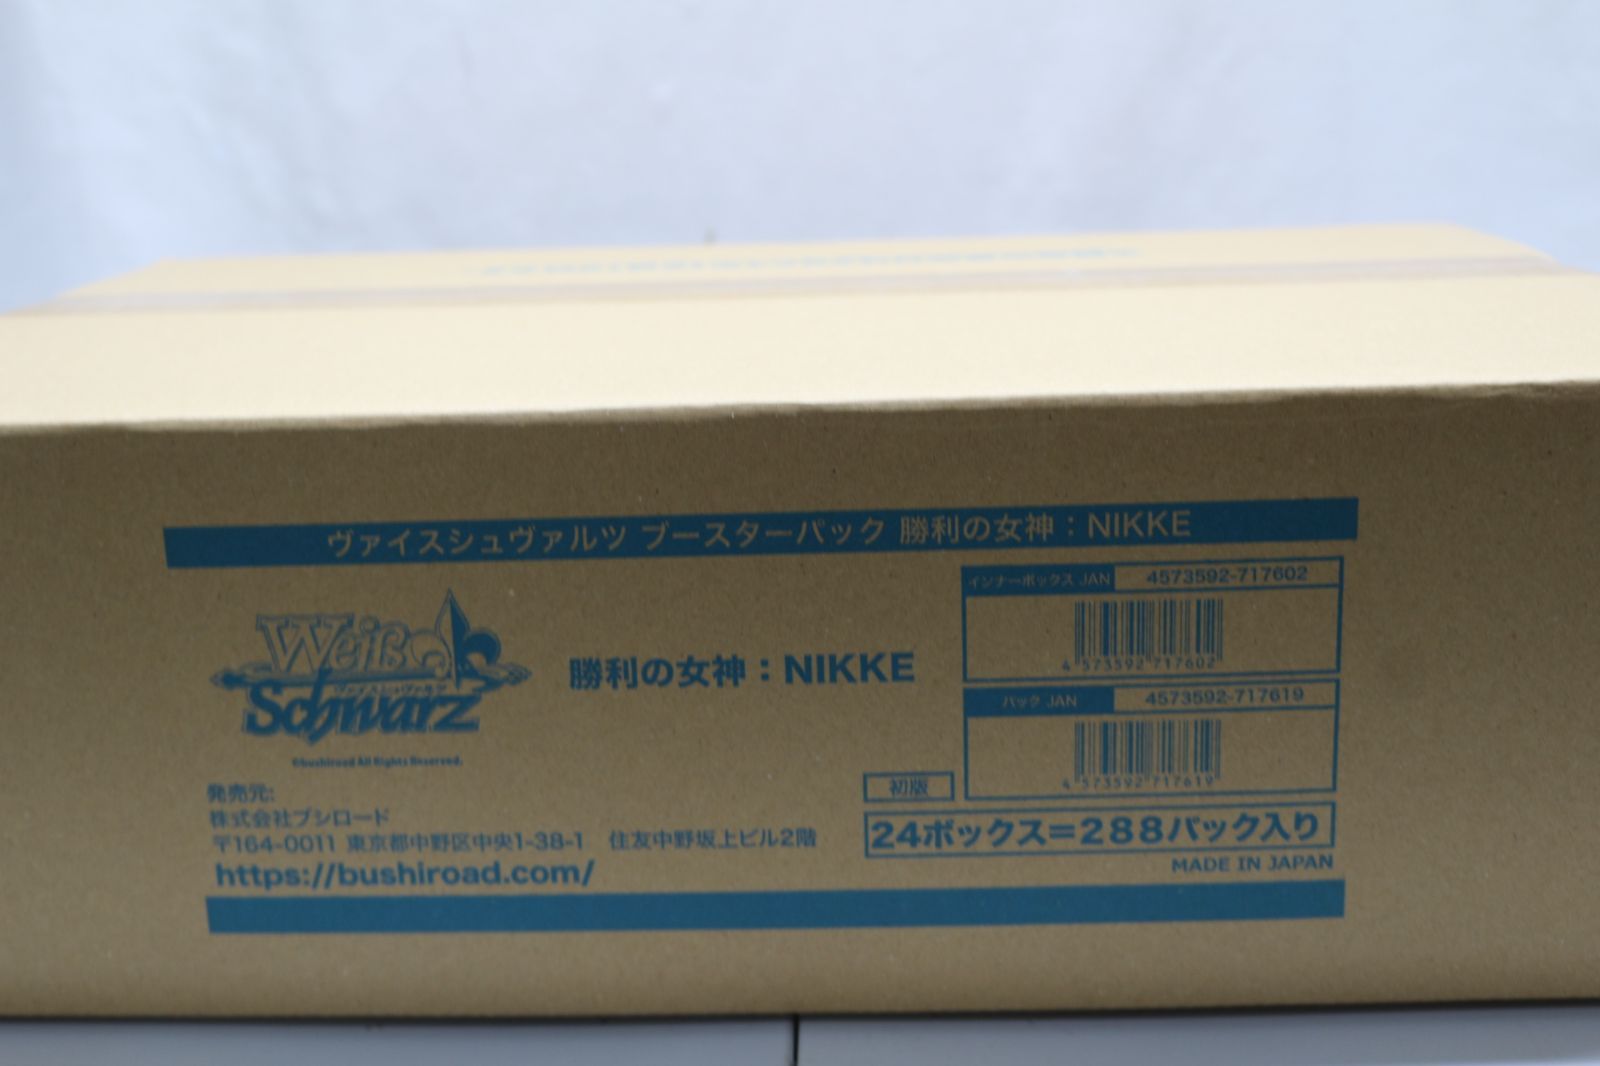 ヴァイスシュヴァルツ ブースターパック 勝利の女神：NIKKE
Weiß
ヴァイスシュヴァルツ
Schwarz
©bushiroad All Rights Reserved.
勝利の女神：NIKKE
インナーボックス JAN 4573592-717602
4 573592 717602
パック JAN 4573592-717619
4 573592 717619
初版
24ボックス=288パック入り
MADE IN JAPAN
発売元:
株式会社ブシロード
〒164-0011 東京都中野区中央1-38-1 住友中野坂上ビル2階
https://bushiroad.com/